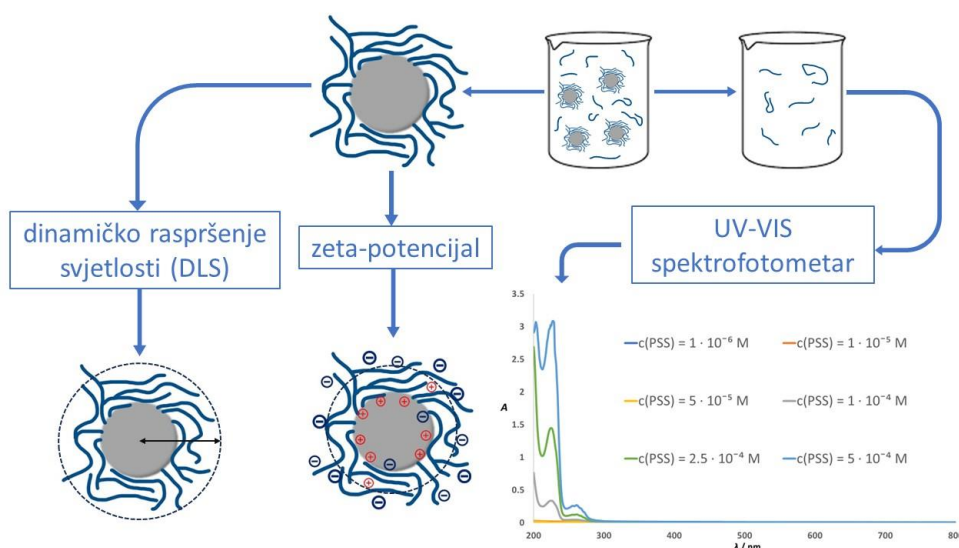 dinamičko raspršenje
svjetlosti (DLS)
zeta-potencijal
UV-VIS
spektrofotometar
3.5
3
2.5
2
1.5
1
0.5
0
A
c(PSS) = 1 · 10⁻⁶ M
c(PSS) = 1 · 10⁻⁵ M
c(PSS) = 5 · 10⁻⁵ M
c(PSS) = 1 · 10⁻⁴ M
c(PSS) = 2.5 · 10⁻⁴ M
c(PSS) = 5 · 10⁻⁴ M
200 300 400 500 600 700 800
λ / nm